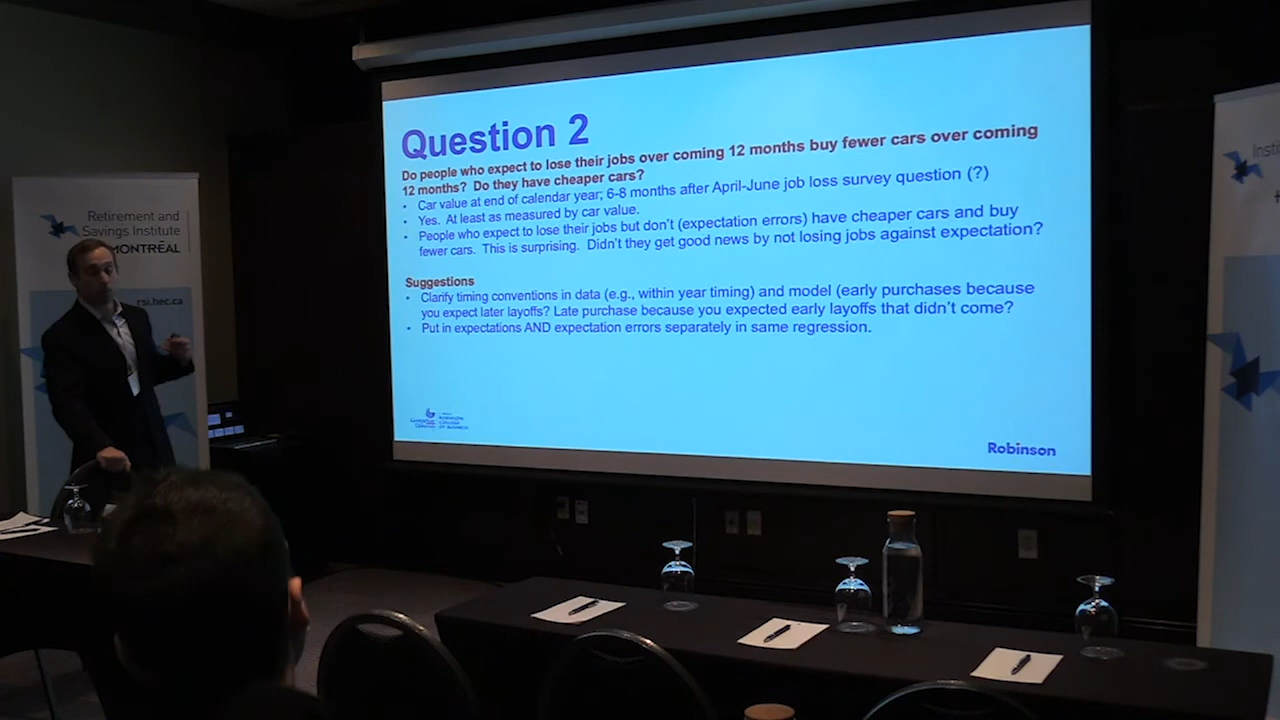 Question 2
Do people who expect to lose their jobs over coming 12 months buy fewer cars over coming
12 months? Do they have cheaper cars?
• Car value at end of calendar year; 6-8 months after April-June job loss survey question (?)
• Yes. At least as measured by car value.
• People who expect to lose their jobs but don't (expectation errors) have cheaper cars and buy
fewer cars. This is surprising. Didn't they get good news by not losing jobs against expectation?
Suggestions
• Clarify timing conventions in data (e.g., within year timing) and model (early purchases because
you expect later layoffs? Late purchase because you expected early layoffs that didn't come?
• Put in expectations AND expectation errors separately in same regression.
ROBINSON
COLLEGE
OF BUSINESS
Robinson
Retirement and
Savings Institute
MONTRÉAL
rsi.hec.ca